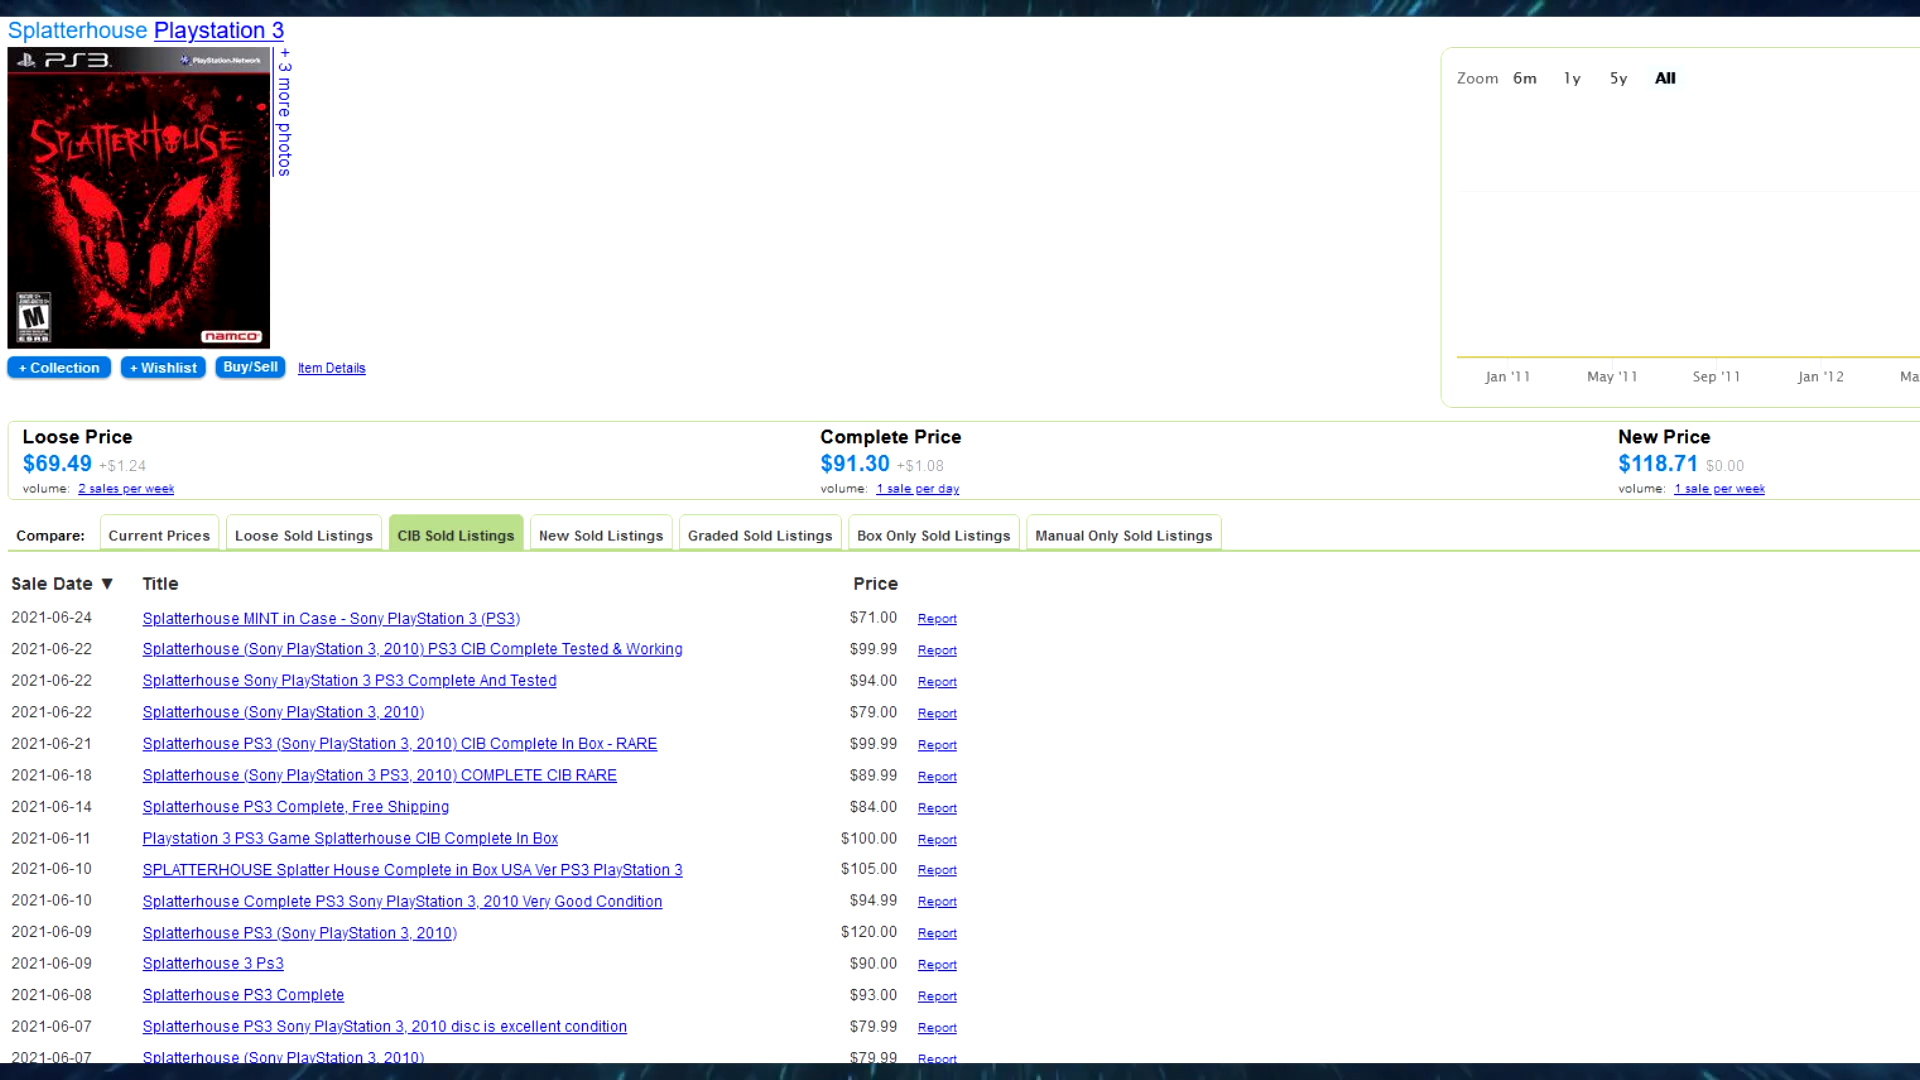 Splatterhouse Playstation 3
PS3 PlayStation Network
SPLATTERHOUSE
M
ESRB
namco
+ 3 more photos
Zoom 6m 1y 5y All
Jan '11 May '11 Sep '11 Jan '12 Ma
+ Collection + Wishlist Buy/Sell Item Details
Loose Price Complete Price New Price
$69.49 +$1.24 $91.30 +$1.08 $118.71 $0.00
volume: 2 sales per week volume: 1 sale per day volume: 1 sale per week
Compare: Current Prices Loose Sold Listings CIB Sold Listings New Sold Listings Graded Sold Listings Box Only Sold Listings Manual Only Sold Listings
Sale Date ▼ Title Price
2021-06-24 Splatterhouse MINT in Case - Sony PlayStation 3 (PS3) $71.00 Report
2021-06-22 Splatterhouse (Sony PlayStation 3, 2010) PS3 CIB Complete Tested & Working $99.99 Report
2021-06-22 Splatterhouse Sony PlayStation 3 PS3 Complete And Tested $94.00 Report
2021-06-22 Splatterhouse (Sony PlayStation 3, 2010) $79.00 Report
2021-06-21 Splatterhouse PS3 (Sony PlayStation 3, 2010) CIB Complete In Box - RARE $99.99 Report
2021-06-18 Splatterhouse (Sony PlayStation 3 PS3, 2010) COMPLETE CIB RARE $89.99 Report
2021-06-14 Splatterhouse PS3 Complete, Free Shipping $84.00 Report
2021-06-11 Playstation 3 PS3 Game Splatterhouse CIB Complete In Box $100.00 Report
2021-06-10 SPLATTERHOUSE Splatter House Complete in Box USA Ver PS3 PlayStation 3 $105.00 Report
2021-06-10 Splatterhouse Complete PS3 Sony PlayStation 3, 2010 Very Good Condition $94.99 Report
2021-06-09 Splatterhouse PS3 (Sony PlayStation 3, 2010) $120.00 Report
2021-06-09 Splatterhouse 3 Ps3 $90.00 Report
2021-06-08 Splatterhouse PS3 Complete $93.00 Report
2021-06-07 Splatterhouse PS3 Sony PlayStation 3, 2010 disc is excellent condition $79.99 Report
2021-06-07 Splatterhouse (Sony PlayStation 3, 2010) $79.99 Report